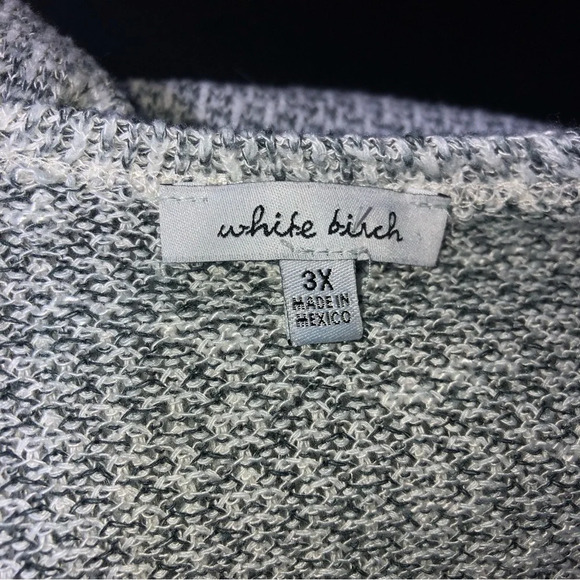 white birch
3X
MADE IN
MEXICO